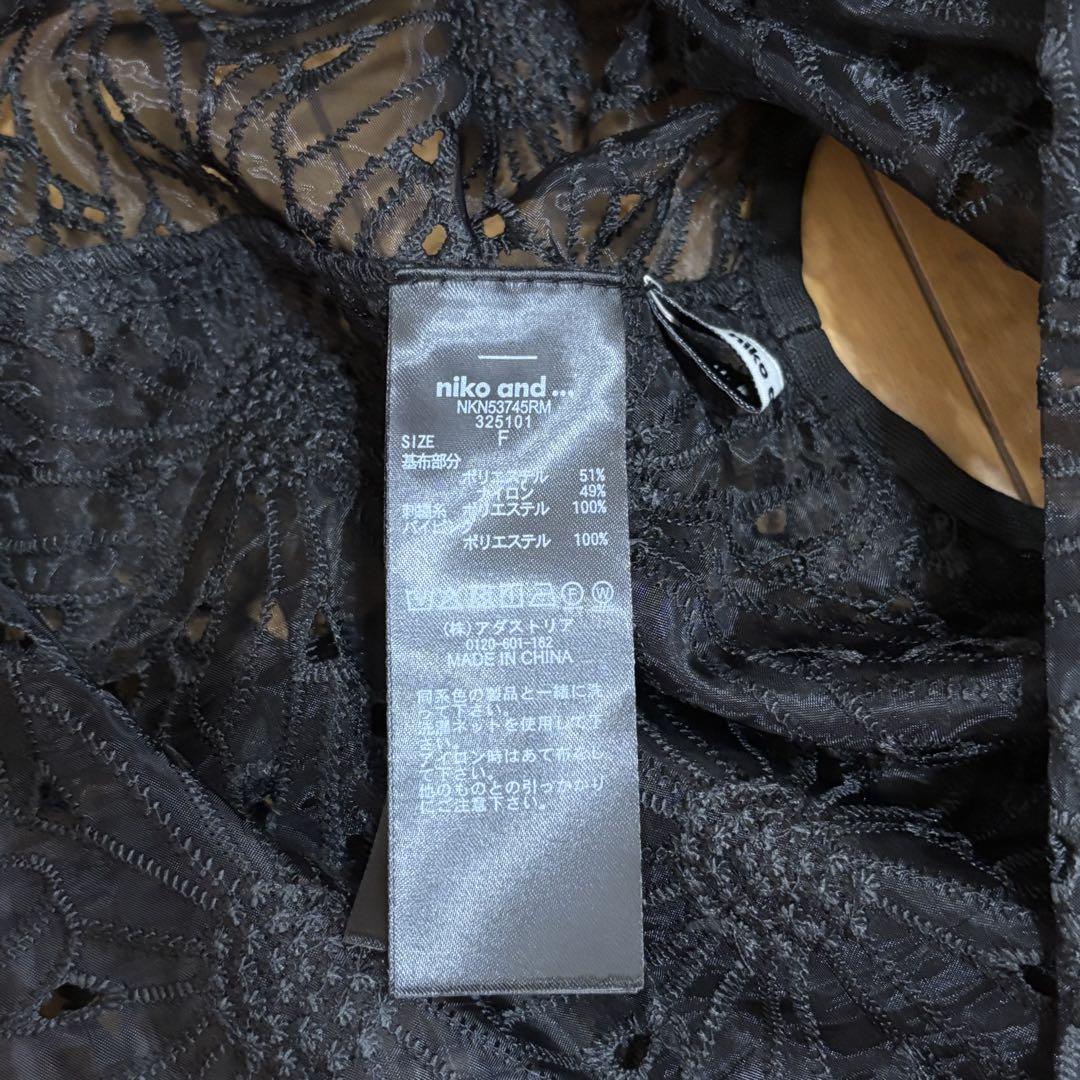 niko and ...
NKN53745RM
325101
SIZE F
基布部分
ポリエステル 51%
ナイロン 49%
刺繍糸 ポリエステル 100%
パイピング
ポリエステル 100%
F W
(株)アダストリア
0120-601-162
MADE IN CHINA
同系色の製品と一緒に洗
って下さい。
洗濯ネットを使用して下
さい。
アイロン時はあて布をし
て下さい。
他のものとの引っかかり
にご注意下さい。
niko